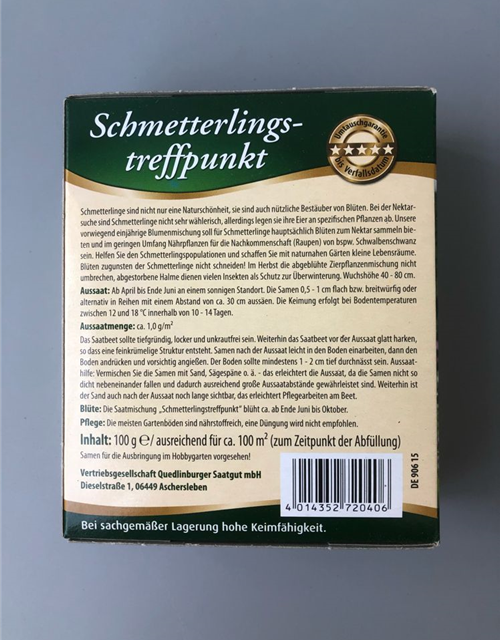 Schmetterlings-
treffpunkt
Umtauschgarantie
bis Verfallsdatum
Schmetterlinge sind nicht nur eine Naturschönheit, sie sind auch nützliche Bestäuber von Blüten. Bei der Nektar-
suche sind Schmetterlinge nicht sehr wählerisch, allerdings legen sie ihre Eier an spezifischen Pflanzen ab. Unsere
vorwiegend einjährige Blumenmischung soll für Schmetterlinge hauptsächlich Blüten zum Nektar sammeln bie-
ten und im geringen Umfang Nährpflanzen für die Nachkommenschaft (Raupen) von bspw. Schwalbenschwanz
sein. Helfen Sie den Schmetterlingspopulationen und schaffen Sie mit naturnahen Gärten kleine Lebensräume.
Blüten zugunsten der Schmetterlinge nicht schneiden! Im Herbst die abgeblühte Zierpflanzenmischung nicht
umbrechen, abgestorbene Halme dienen vielen Insekten als Schutz zur Überwinterung. Wuchshöhe 40 - 80 cm.
Aussaat: Ab April bis Ende Juni an einem sonnigen Standort. Die Samen 0,5 - 1 cm flach bzw. breitwürfig oder
alternativ in Reihen mit einem Abstand von ca. 30 cm aussäen. Die Keimung erfolgt bei Bodentemperaturen
zwischen 12 und 18 °C innerhalb von 10 - 14 Tagen.
Aussaatmenge: ca. 1,0 g/m²
Das Saatbeet sollte tiefgründig, locker und unkrautfrei sein. Weiterhin das Saatbeet vor Aussaat glatt harken,
so dass eine feinkrümelige Struktur entsteht. Samen nach der Aussaat leicht in den Boden einarbeiten, dann den
Boden andrücken und vorsichtig angießen. Der Boden sollte mindestens 1 - 2 cm tief durchnässt sein. Aussaat-
hilfe: Vermischen Sie die Samen mit Sand, Sägespäne o. ä. - das erleichtert die Aussaat, da die Samen nicht so
dicht nebeneinander fallen und dadurch ausreichend große Aussaatabstände gewährleistet sind. Weiterhin ist
der Sand auch nach der Aussaat noch lange sichtbar, das erleichtert Pflegearbeiten am Beet.
Blüte: Die Saatmischung „Schmetterlingstreffpunkt" blüht ca. ab Ende Juni bis Oktober.
Pflege: Die meisten Gartenböden sind nährstoffreich, eine Düngung wird nicht empfohlen.
Inhalt: 100 g ℮/ ausreichend für ca. 100 m² (zum Zeitpunkt der Abfüllung)
Samen für die Ausbringung im Hobbygarten vorgesehen!
Vertriebsgesellschaft Quedlinburger Saatgut mbH
Dieselstraße 1, 06449 Aschersleben
4 014352 720406
DE 906 15
Bei sachgemäßer Lagerung hohe Keimfähigkeit.